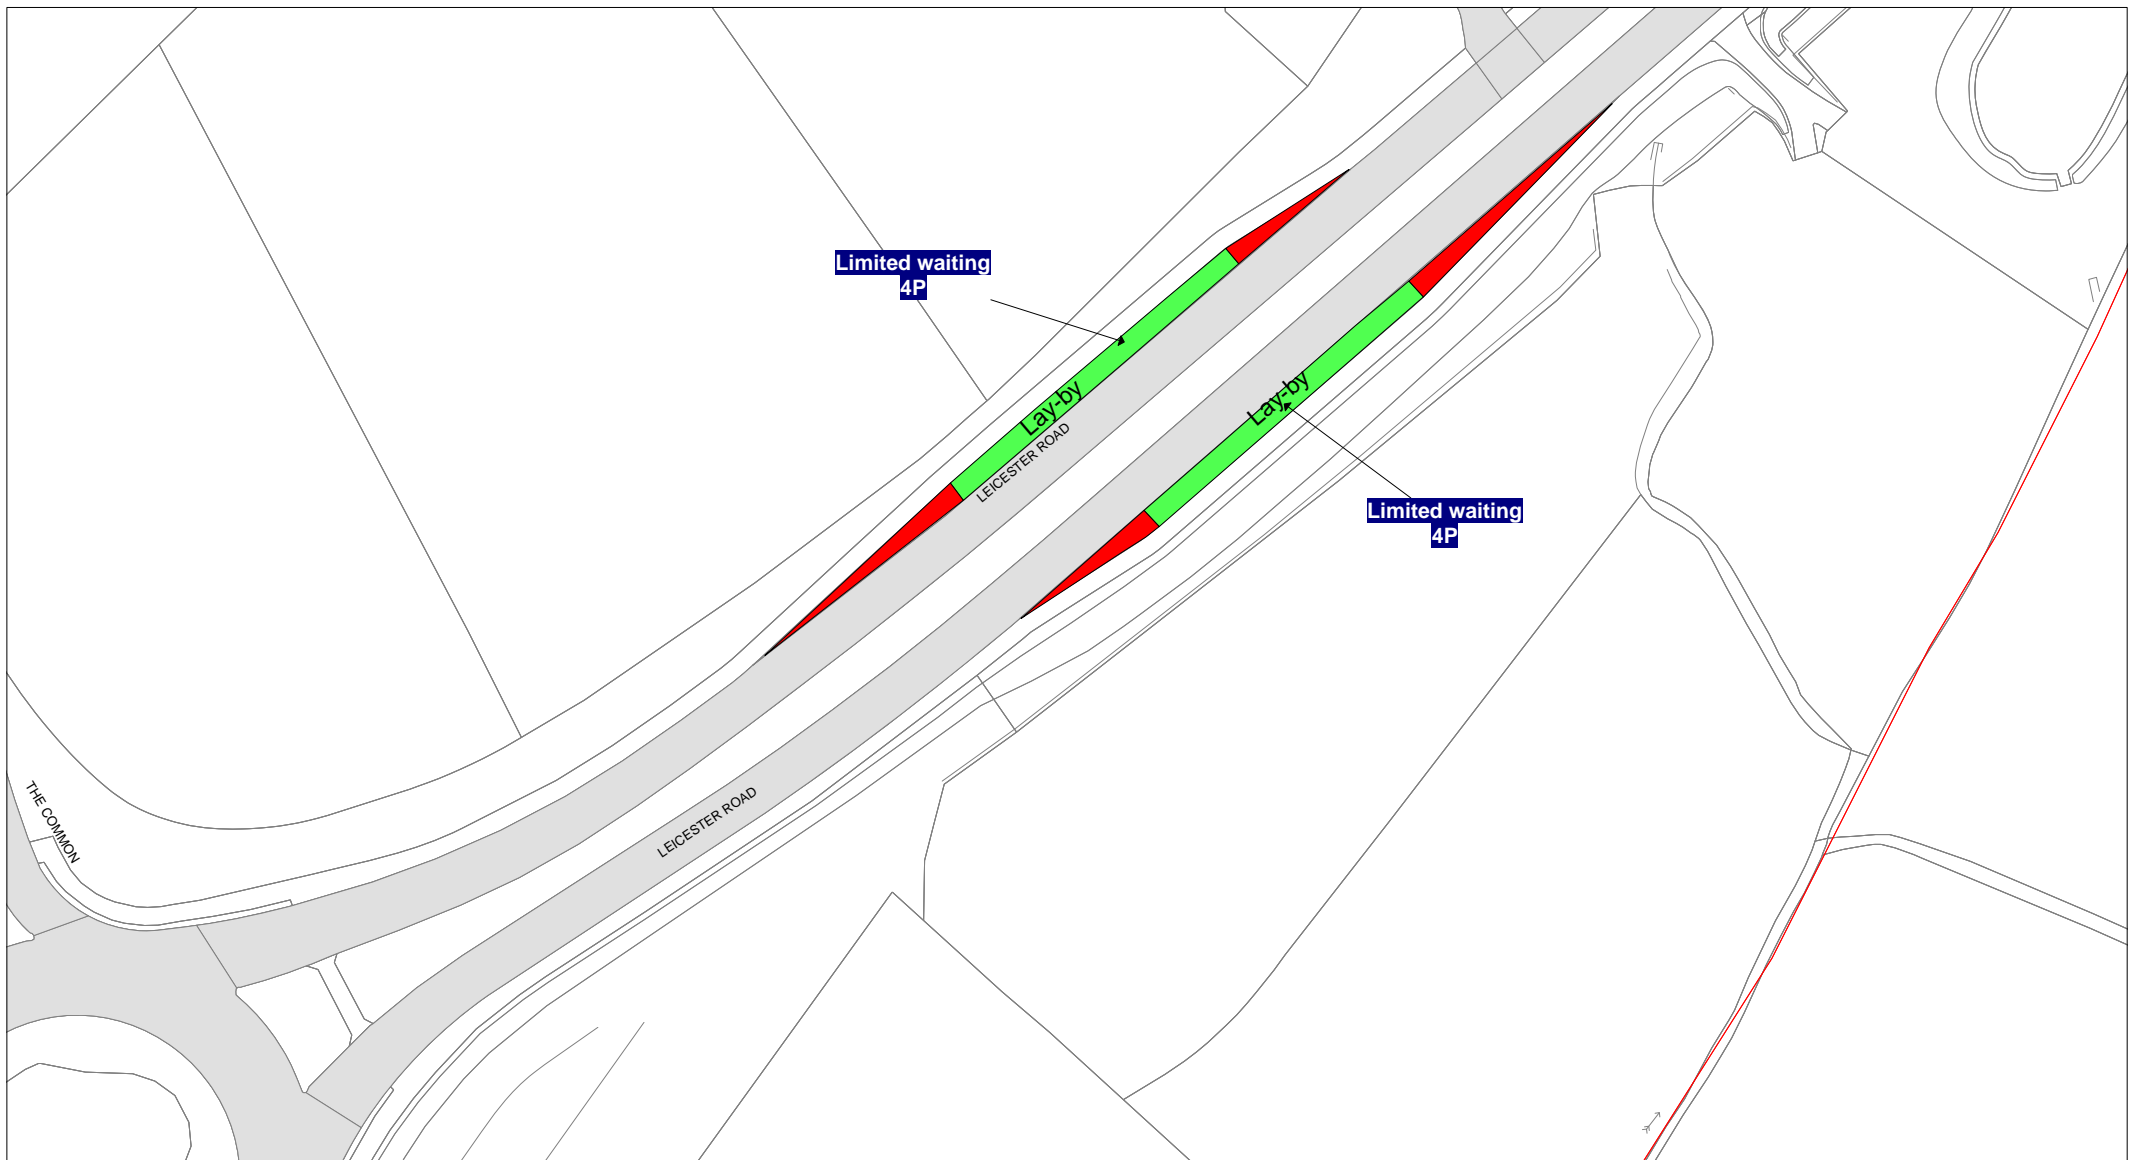 Limited waiting
4P
Lay-by
LEICESTER ROAD
Lay-by
Limited waiting
4P
LEICESTER ROAD
THE COMMON